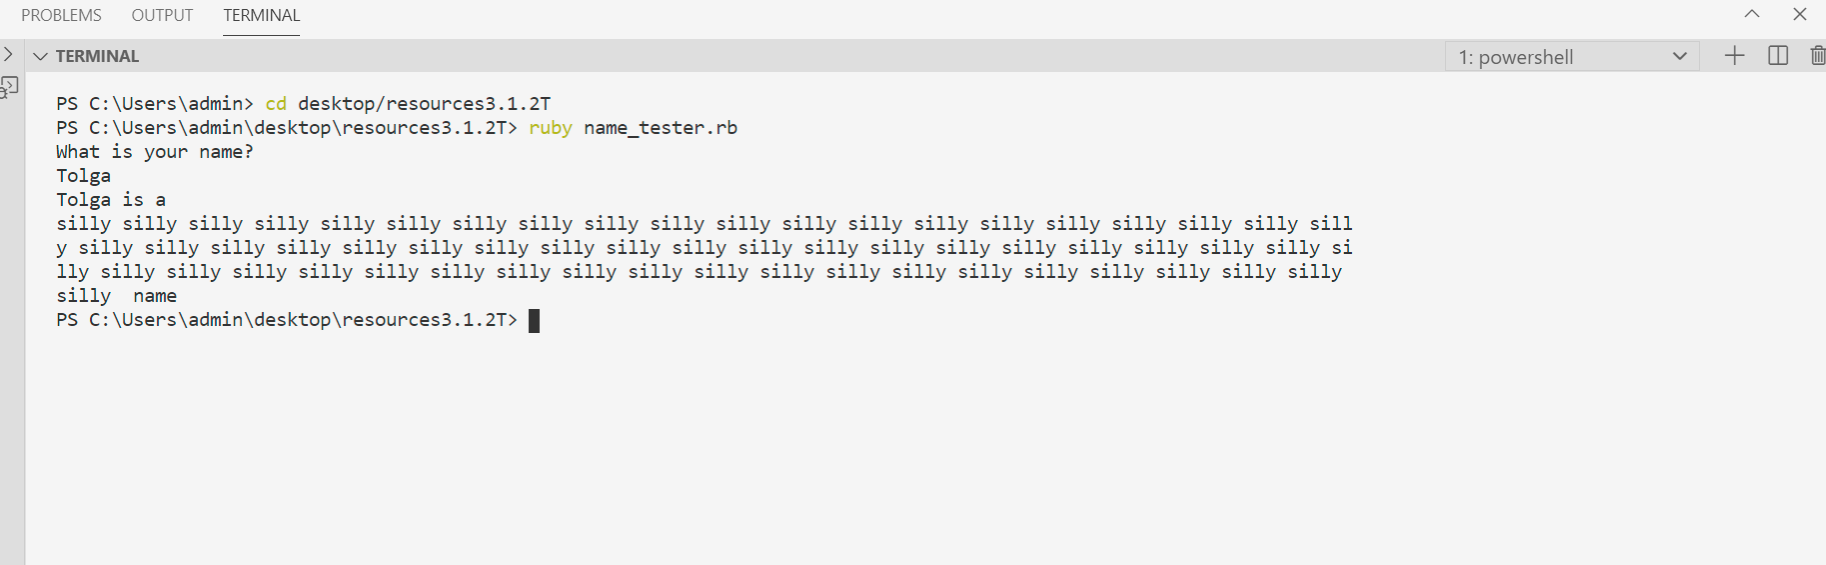 PROBLEMS OUTPUT TERMINAL
TERMINAL 1: powershell
PS C:\Users\admin> cd desktop/resources3.1.2T
PS C:\Users\admin\desktop\resources3.1.2T> ruby name_tester.rb
What is your name?
Tolga
Tolga is a
silly silly silly silly silly silly silly silly silly silly silly silly silly silly silly silly silly silly silly sill
y silly silly silly silly silly silly silly silly silly silly silly silly silly silly silly silly silly silly silly si
lly silly silly silly silly silly silly silly silly silly silly silly silly silly silly silly silly silly silly silly
silly  name
PS C:\Users\admin\desktop\resources3.1.2T>